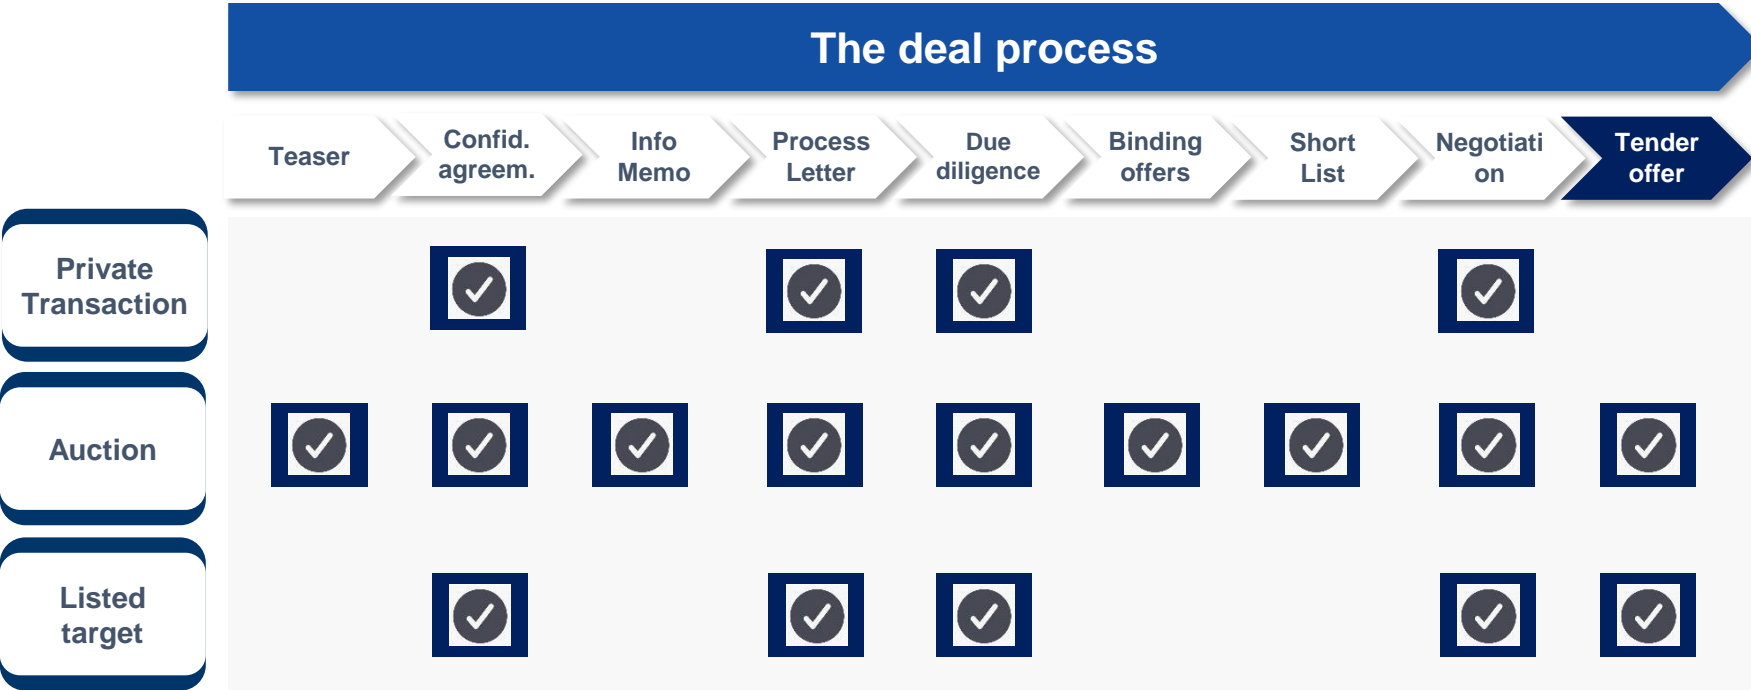 The deal process
Teaser
Confid.
agreem.
Info
Memo
Process
Letter
Due
diligence
Binding
offers
Short
List
Negotiati
on
Tender
offer
Private
Transaction
Auction
Listed
target